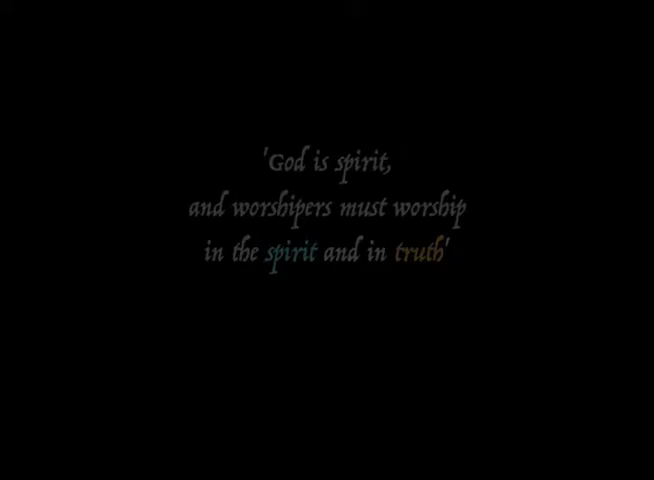 'God is spirit,
and worshipers must worship
in the spirit and in truth'